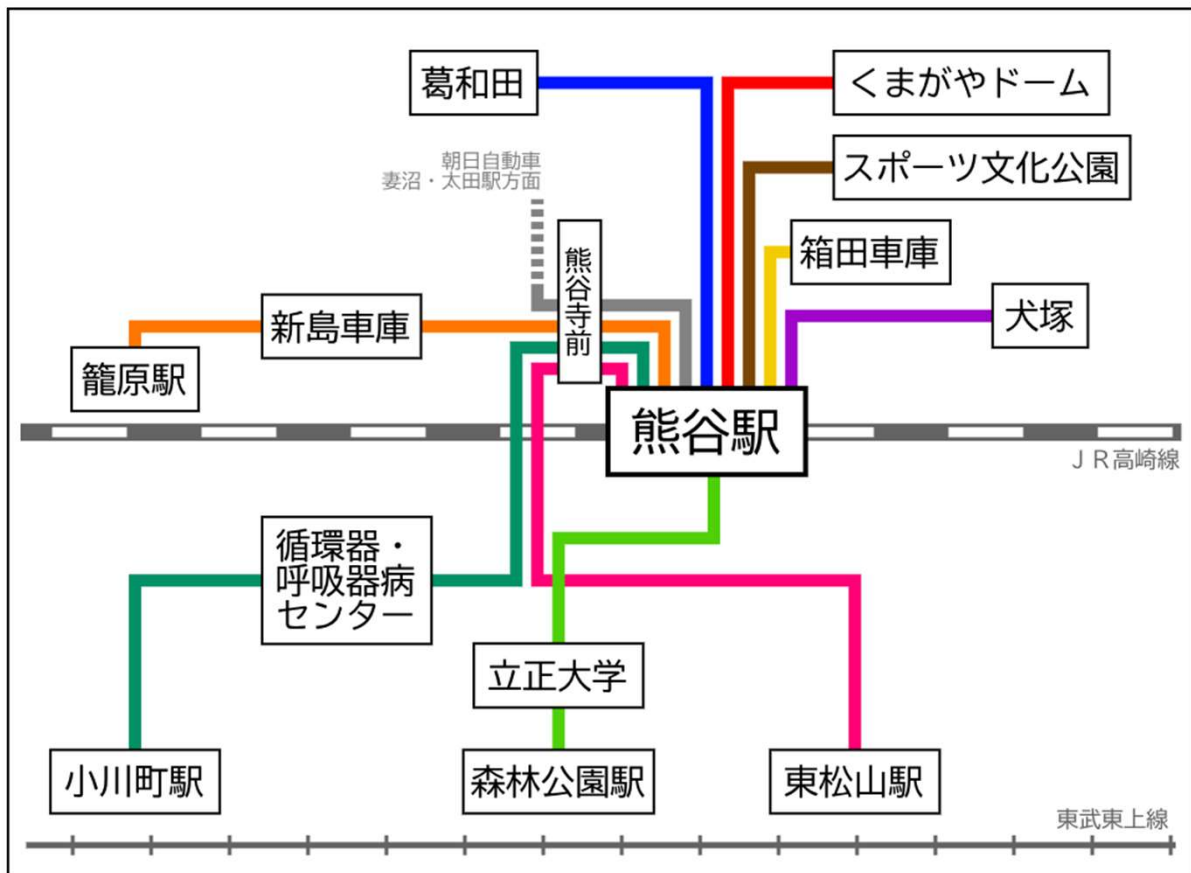 葛和田
くまがやドーム
朝日自動車
妻沼・太田駅方面
スポーツ文化公園
熊谷寺前
箱田車庫
新島車庫
犬塚
籠原駅
熊谷駅
ＪＲ高崎線
循環器・
呼吸器病
センター
立正大学
小川町駅
森林公園駅
東松山駅
東武東上線